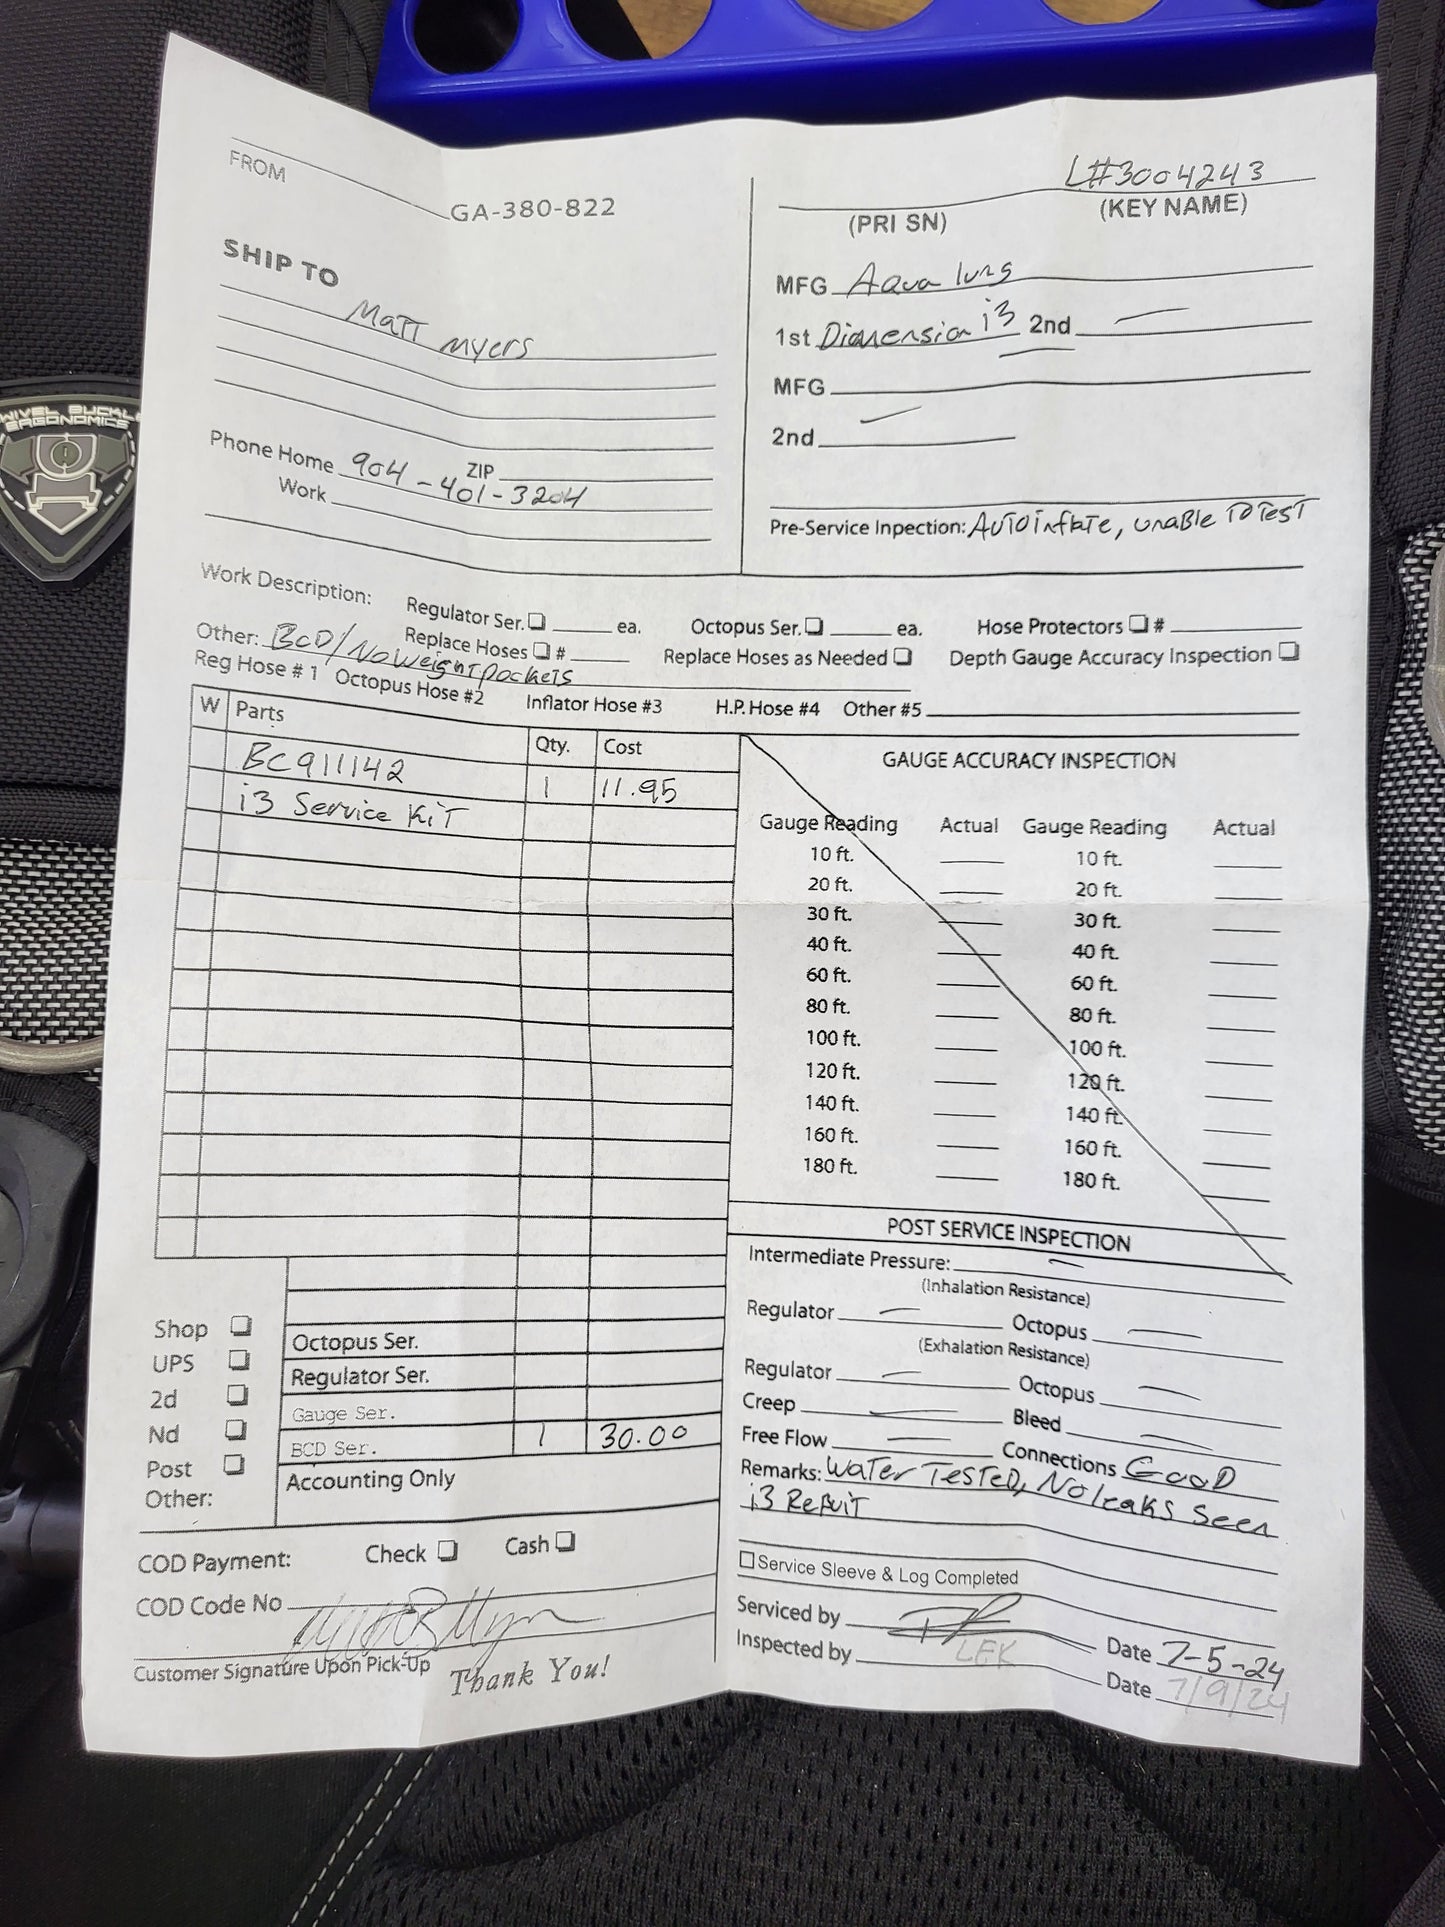 FROM
GA-380-822
L#3004243
(PRI SN) (KEY NAME)
SHIP TO
Matt Myers
MFG Aqua lung
1st Dimension i3 2nd —
MFG
2nd —
Phone Home 904-401-3204 ZIP
Work
Pre-Service Inpection: Auto inflate, unable to test
Work Description: Regulator Ser. ❏ ea. Octopus Ser. ❏ ea. Hose Protectors ❏ #
Other: BCD/No weight pockets Replace Hoses ❏ # Replace Hoses as Needed ❏ Depth Gauge Accuracy Inspection ❏
Reg Hose # 1 Octopus Hose #2 Inflator Hose #3 H.P. Hose #4 Other #5
W Parts Qty. Cost
BC911142 1 11.95
i3 Service Kit
GAUGE ACCURACY INSPECTION
Gauge Reading Actual Gauge Reading Actual
10 ft. 10 ft.
20 ft. 20 ft.
30 ft. 30 ft.
40 ft. 40 ft.
60 ft. 60 ft.
80 ft. 80 ft.
100 ft. 100 ft.
120 ft. 120 ft.
140 ft. 140 ft.
160 ft. 160 ft.
180 ft. 180 ft.
Shop ❏
UPS ❏
2d ❏
Nd ❏
Post ❏
Other:
Octopus Ser.
Regulator Ser.
Gauge Ser.
BCD Ser. 1 30.00
Accounting Only
COD Payment: Check ❏ Cash ❏
COD Code No
Customer Signature Upon Pick-Up
Thank You!
POST SERVICE INSPECTION
Intermediate Pressure: —
(Inhalation Resistance)
Regulator — Octopus —
(Exhalation Resistance)
Regulator — Octopus —
Creep — Bleed —
Free Flow — Connections GOOD
Remarks: Water Tested, No leaks Seen
i3 Refuit
☐ Service Sleeve & Log Completed
Serviced by Date 7-5-24
Inspected by LFK Date 7/9/24
SWIVEL BUCKLE
ERGONOMICS